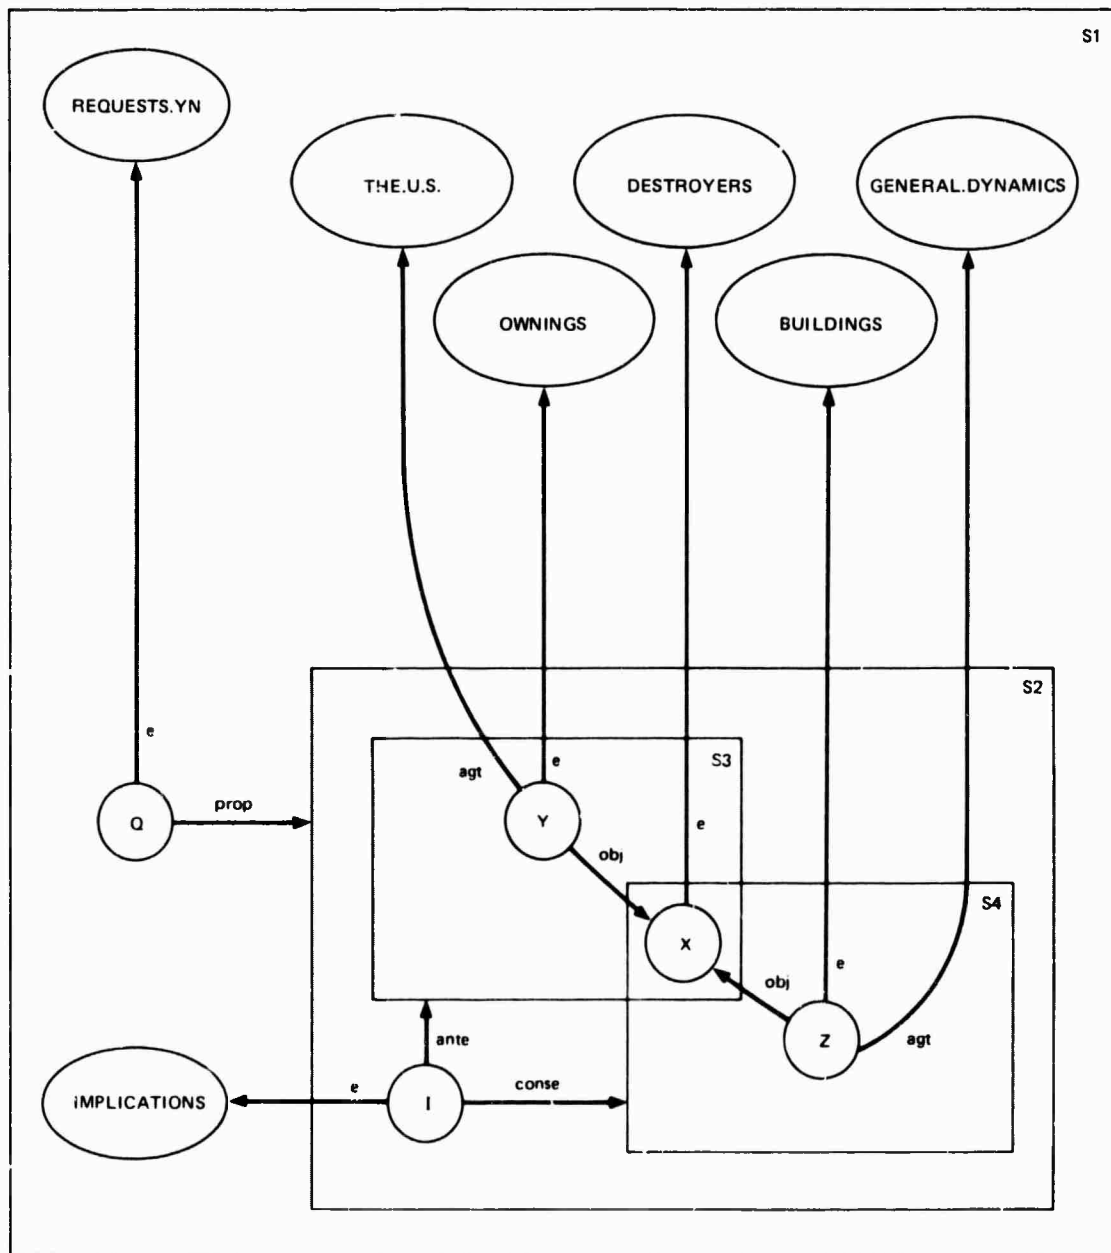 S1
REQUESTS.YN
THE.U.S.
DESTROYERS
GENERAL.DYNAMICS
OWNINGS
BUILDINGS
S2
e
agt
e
S3
prop
Q
Y
e
obj
S4
X
e
obj
Z
agt
ante
e
conse
IMPLICATIONS
I